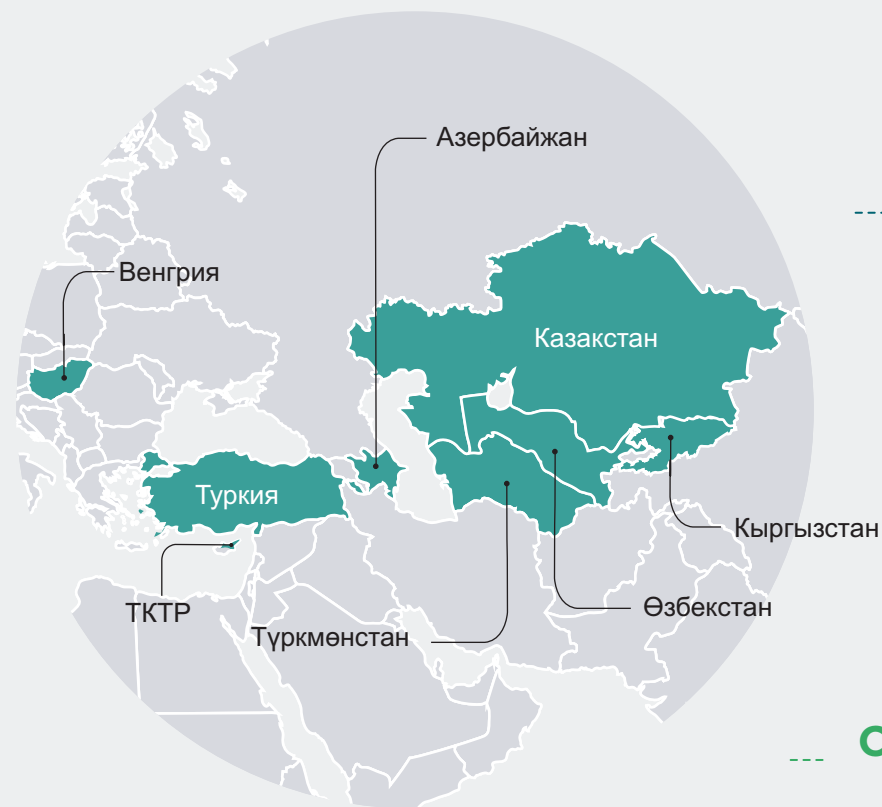 Азербайжан
Венгрия
Казакстан
Туркия
Кыргызстан
ТКТР
Өзбекстан
Түркмөнстан